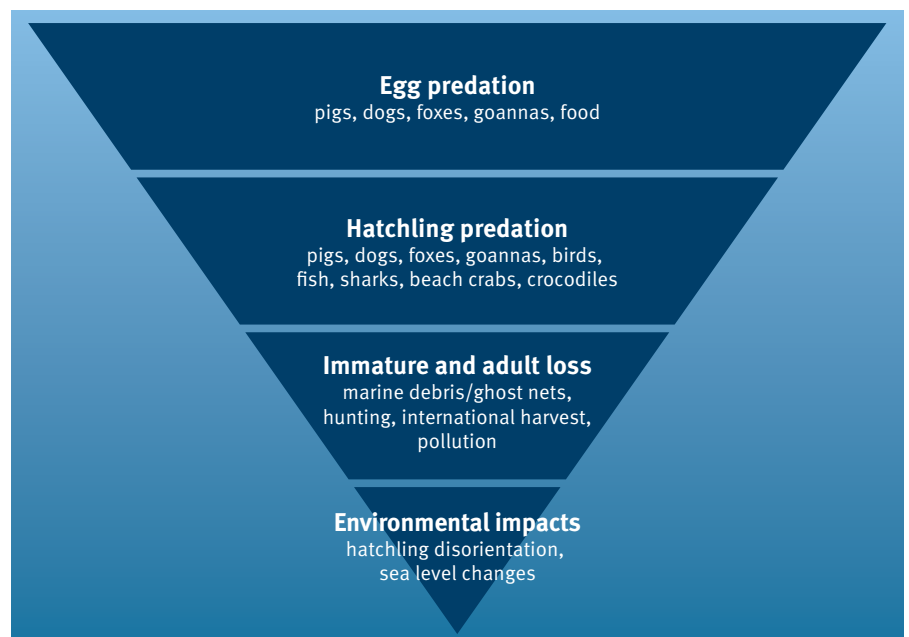 Egg predation
pigs, dogs, foxes, goannas, food
Hatchling predation
pigs, dogs, foxes, goannas, birds,
fish, sharks, beach crabs, crocodiles
Immature and adult loss
marine debris/ghost nets,
hunting, international harvest,
pollution
Environmental impacts
hatchling disorientation,
sea level changes